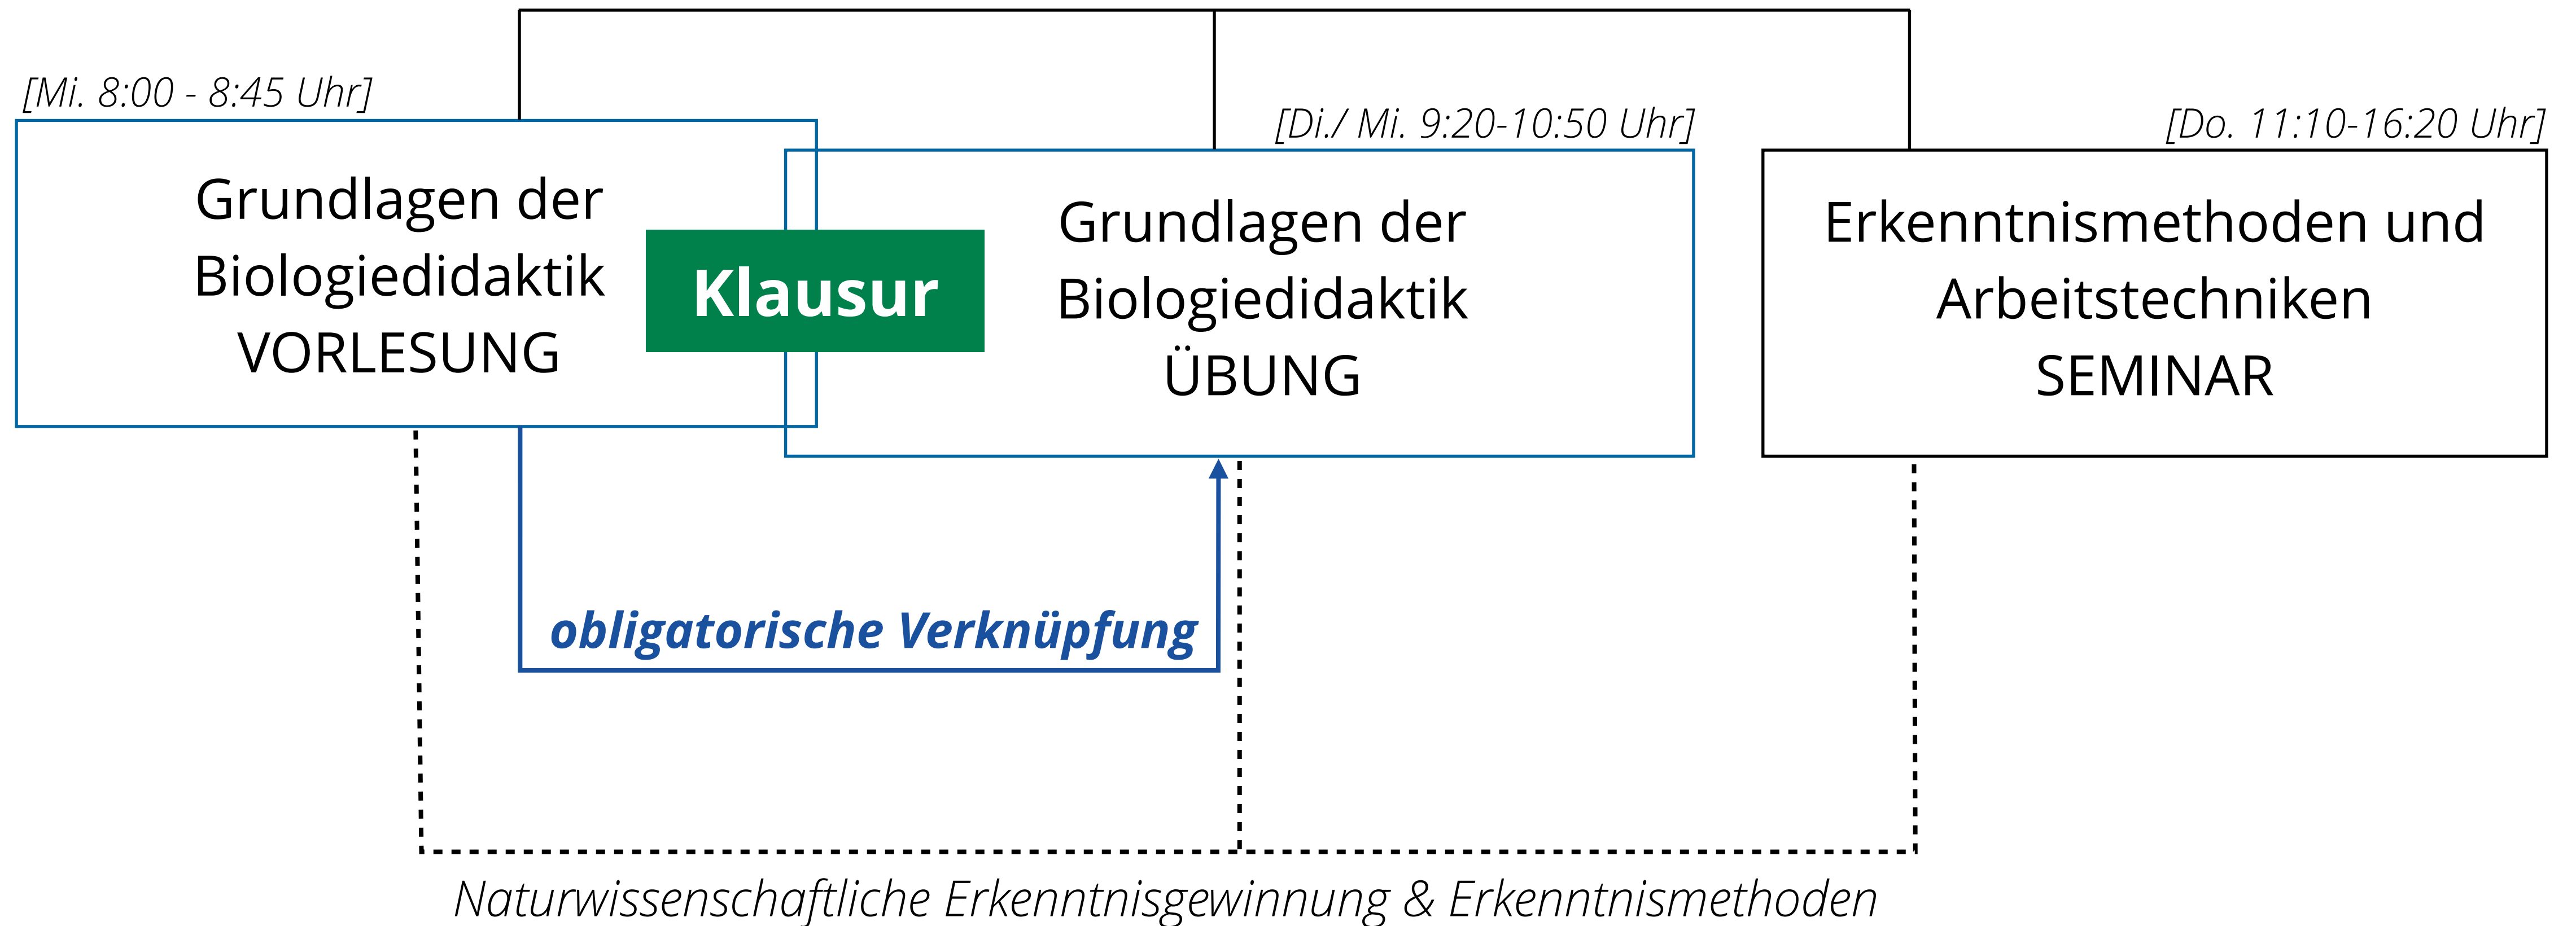 [Mi. 8:00 - 8:45 Uhr]
Grundlagen der
Biologiedidaktik
VORLESUNG
Klausur
[Di./ Mi. 9:20-10:50 Uhr]
Grundlagen der
Biologiedidaktik
ÜBUNG
[Do. 11:10-16:20 Uhr]
Erkenntnismethoden und
Arbeitstechniken
SEMINAR
obligatorische Verknüpfung
Naturwissenschaftliche Erkenntnisgewinnung & Erkenntnismethoden